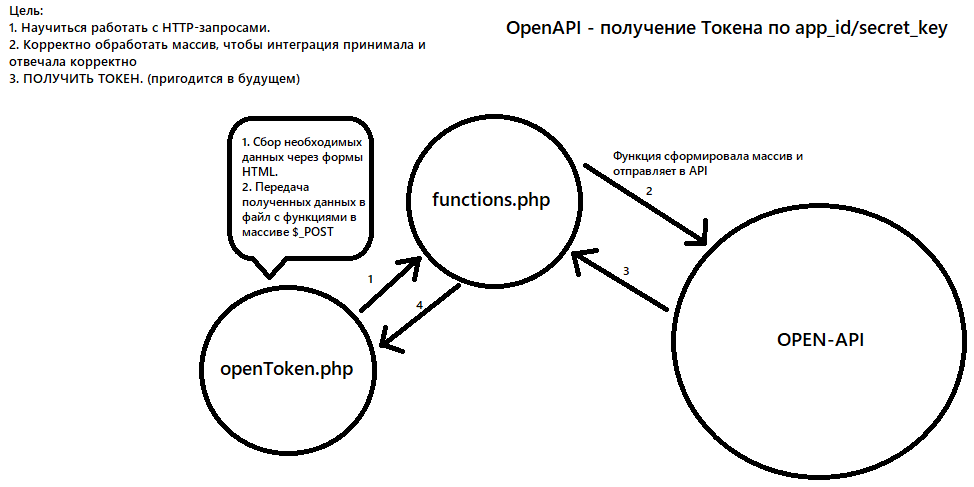 Цель:
1. Научиться работать с HTTP-запросами.
2. Корректно обработать массив, чтобы интеграция принимала и
отвечала корректно
3. ПОЛУЧИТЬ ТОКЕН. (пригодится в будущем)
OpenAPI - получение Токена по app_id/secret_key
1. Сбор необходимых
данных через формы
HTML.
2. Передача
полученных данных в
файл с функциями в
массиве $_POST
functions.php
Функция сформировала массив и
отправляет в API
2
3
1
4
openToken.php
OPEN-API